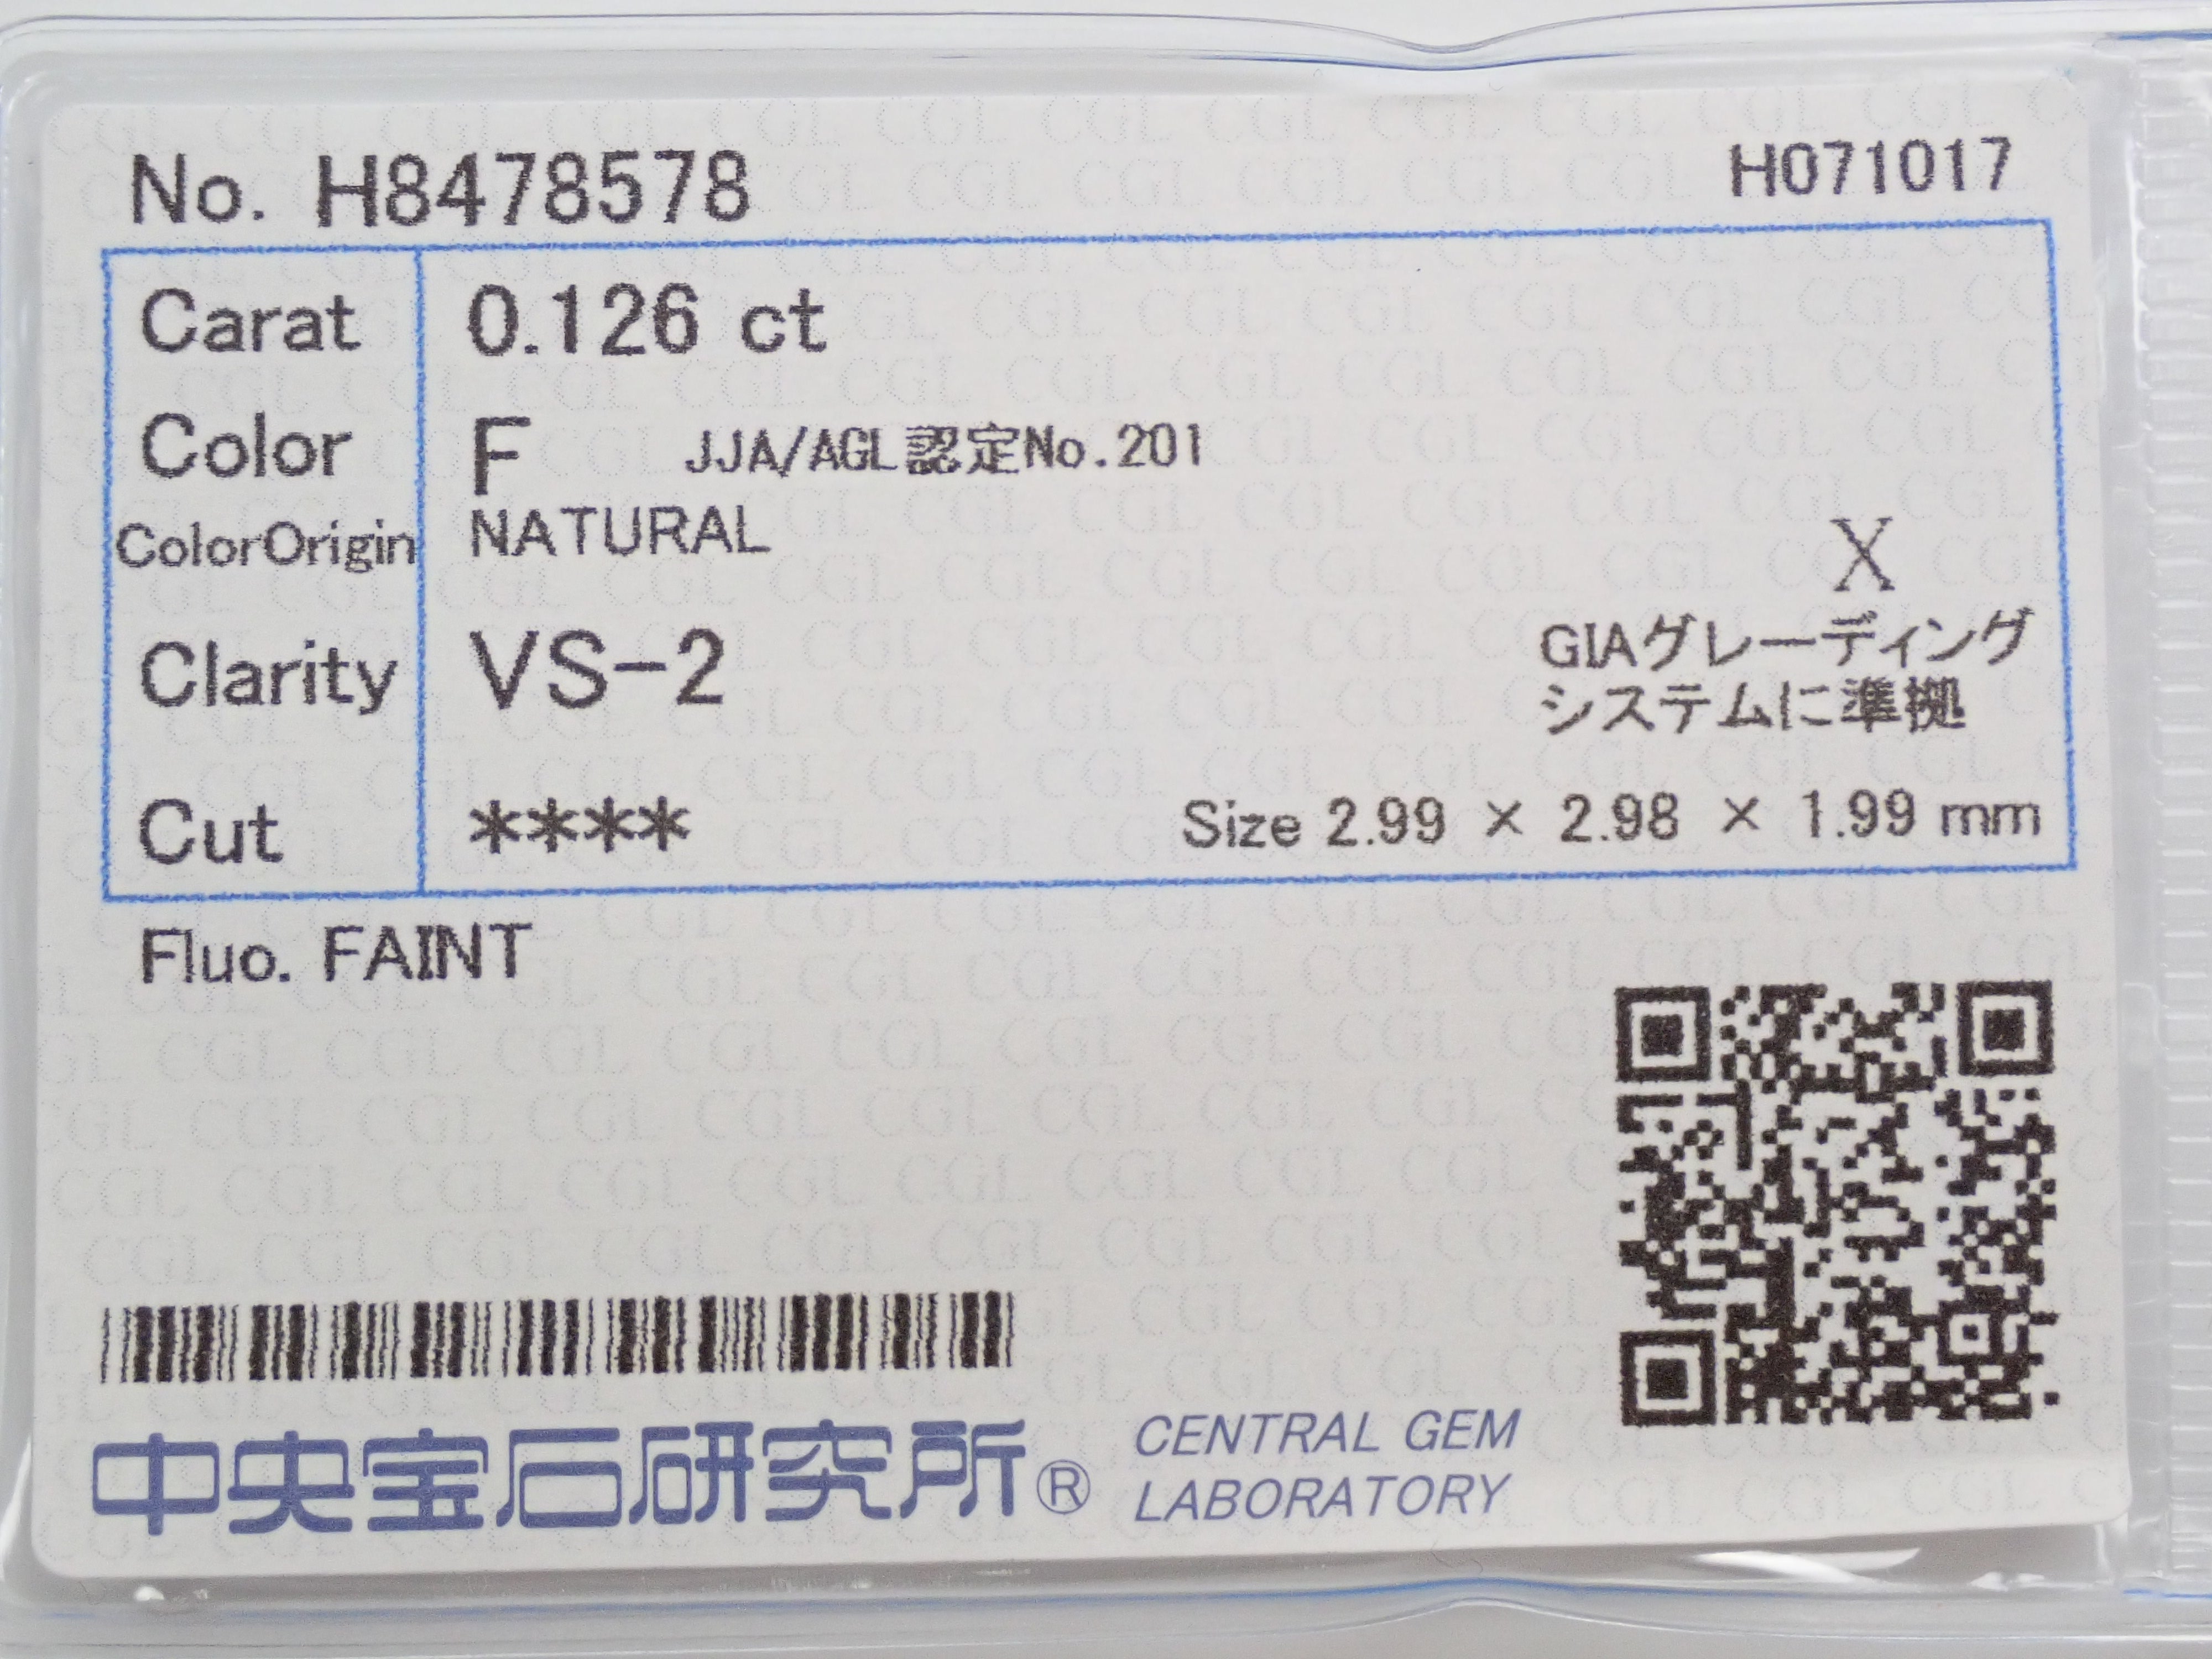 No. H8478578
H071017
Carat 0.126 ct
Color F JJA/AGL認定No.201
ColorOrigin NATURAL
X
Clarity VS-2
GIAグレーディング
システムに準拠
Cut ****
Size 2.99 × 2.98 × 1.99 mm
Fluo. FAINT
中央宝石研究所®
CENTRAL GEM
LABORATORY